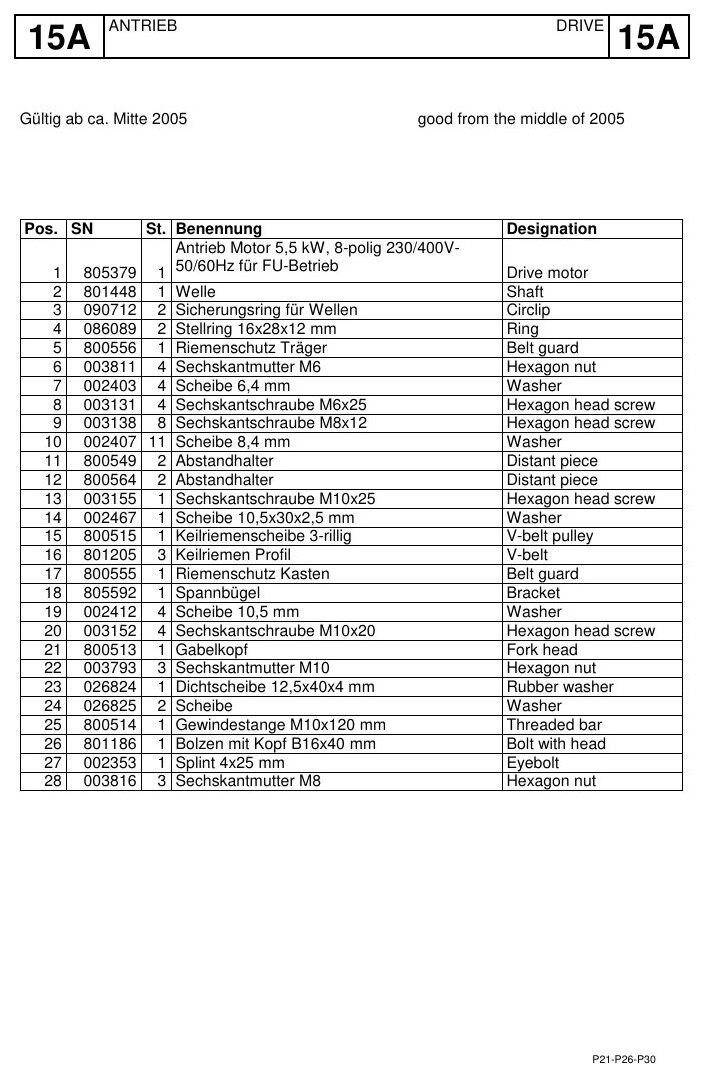 15A ANTRIEB DRIVE 15A
Gültig ab ca. Mitte 2005 good from the middle of 2005
Pos. SN St. Benennung Designation
Antrieb Motor 5,5 kW, 8-polig 230/400V-
1 805379 1 50/60Hz für FU-Betrieb Drive motor
2 801448 1 Welle Shaft
3 090712 2 Sicherungsring für Wellen Circlip
4 086089 2 Stellring 16x28x12 mm Ring
5 800556 1 Riemenschutz Träger Belt guard
6 003811 4 Sechskantmutter M6 Hexagon nut
7 002403 4 Scheibe 6,4 mm Washer
8 003131 4 Sechskantschraube M6x25 Hexagon head screw
9 003138 8 Sechskantschraube M8x12 Hexagon head screw
10 002407 11 Scheibe 8,4 mm Washer
11 800549 2 Abstandhalter Distant piece
12 800564 2 Abstandhalter Distant piece
13 003155 1 Sechskantschraube M10x25 Hexagon head screw
14 002467 1 Scheibe 10,5x30x2,5 mm Washer
15 800515 1 Keilriemenscheibe 3-rillig V-belt pulley
16 801205 3 Keilriemen Profil V-belt
17 800555 1 Riemenschutz Kasten Belt guard
18 805592 1 Spannbügel Bracket
19 002412 4 Scheibe 10,5 mm Washer
20 003152 4 Sechskantschraube M10x20 Hexagon head screw
21 800513 1 Gabelkopf Fork head
22 003793 3 Sechskantmutter M10 Hexagon nut
23 026824 1 Dichtscheibe 12,5x40x4 mm Rubber washer
24 026825 2 Scheibe Washer
25 800514 1 Gewindestange M10x120 mm Threaded bar
26 801186 1 Bolzen mit Kopf B16x40 mm Bolt with head
27 002353 1 Splint 4x25 mm Eyebolt
28 003816 3 Sechskantmutter M8 Hexagon nut
P21-P26-P30